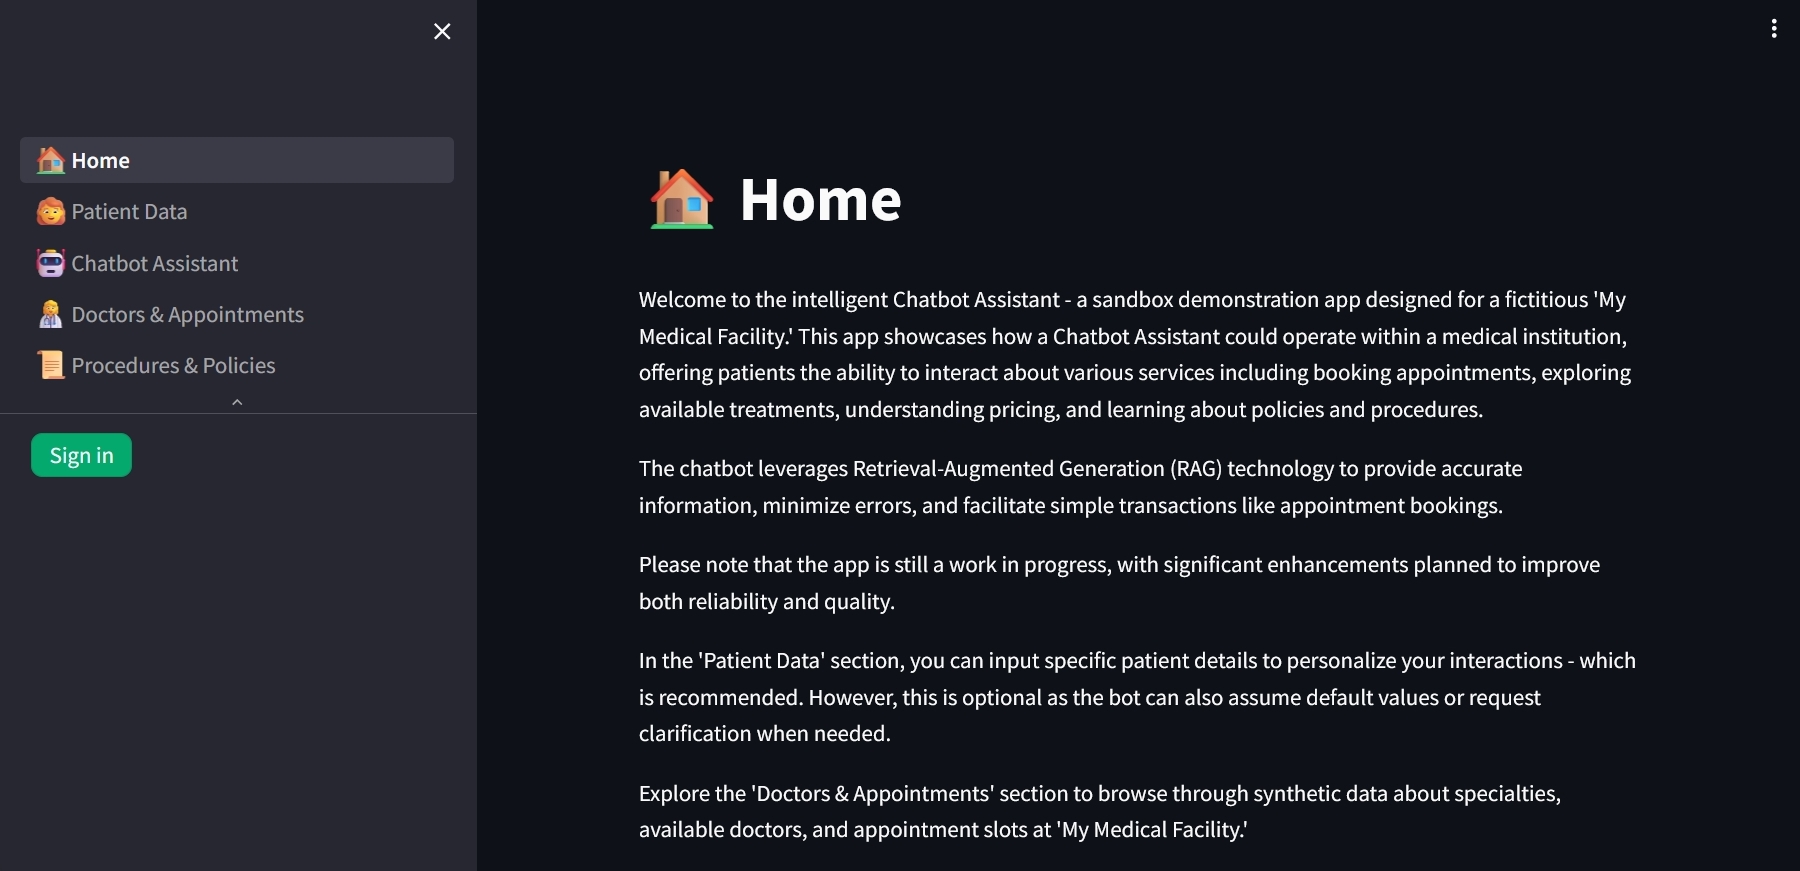 Home
Patient Data
Chatbot Assistant
Doctors & Appointments
Procedures & Policies
Sign in
Home
Welcome to the intelligent Chatbot Assistant - a sandbox demonstration app designed for a fictitious 'My
Medical Facility.' This app showcases how a Chatbot Assistant could operate within a medical institution,
offering patients the ability to interact about various services including booking appointments, exploring
available treatments, understanding pricing, and learning about policies and procedures.
The chatbot leverages Retrieval-Augmented Generation (RAG) technology to provide accurate
information, minimize errors, and facilitate simple transactions like appointment bookings.
Please note that the app is still a work in progress, with significant enhancements planned to improve
both reliability and quality.
In the 'Patient Data' section, you can input specific patient details to personalize your interactions - which
is recommended. However, this is optional as the bot can also assume default values or request
clarification when needed.
Explore the 'Doctors & Appointments' section to browse through synthetic data about specialties,
available doctors, and appointment slots at 'My Medical Facility.'